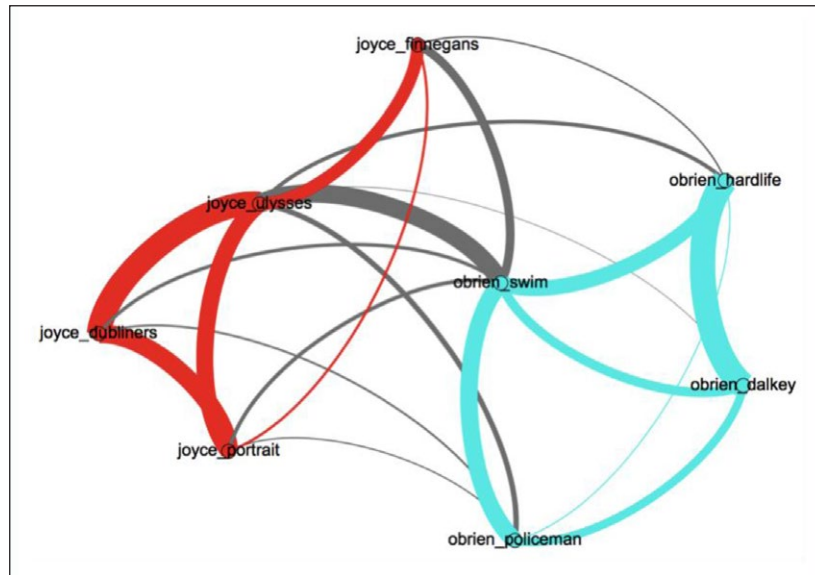 joyce_finnegans
obrien_hardlife
joyce_ulysses
obrien_swim
joyce_dubliners
obrien_dalkey
joyce_portrait
obrien_policeman